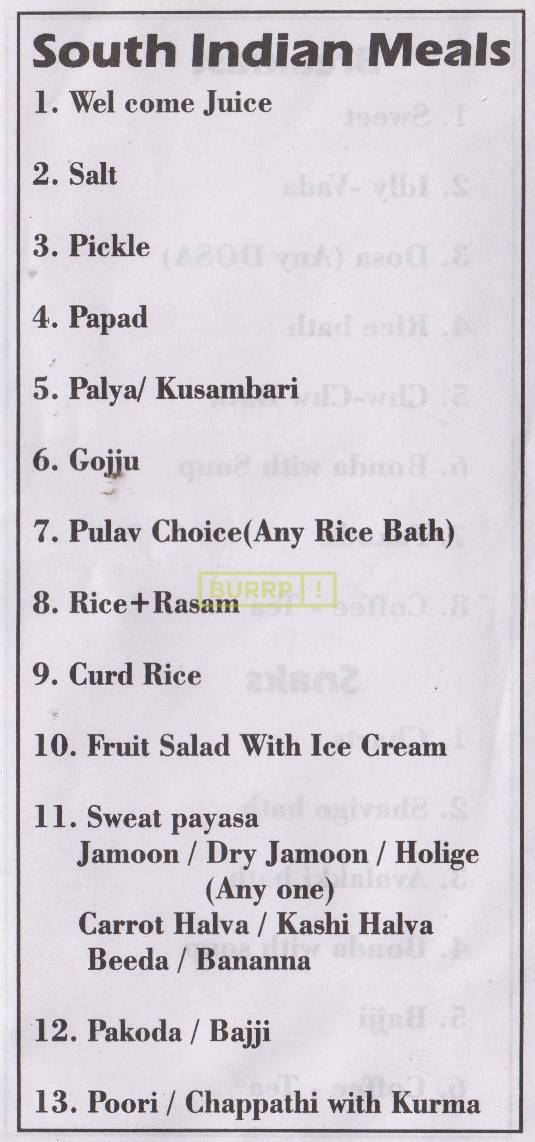 South Indian Meals
1. Wel come Juice
2. Salt
3. Pickle
4. Papad
5. Palya/ Kusambari
6. Gojju
7. Pulav Choice(Any Rice Bath)
BURRP !
8. Rice+Rasam
9. Curd Rice
10. Fruit Salad With Ice Cream
11. Sweat payasa
Jamoon / Dry Jamoon / Holige
(Any one)
Carrot Halva / Kashi Halva
Beeda / Bananna
12. Pakoda / Bajji
13. Poori / Chappathi with Kurma